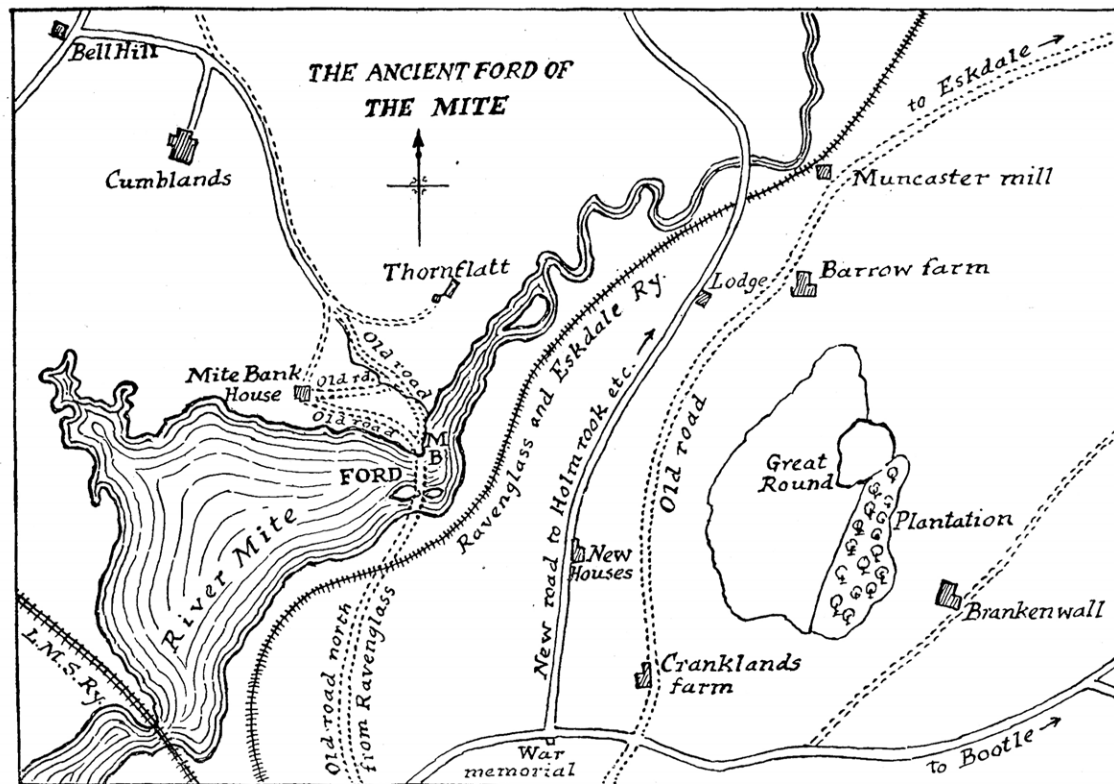 Bell Hill
THE ANCIENT FORD OF
THE MITE
to Eskdale
Cumblands
Muncaster mill
Thornflatt
Lodge
Barrow farm
Old road
Mite Bank
House
Old rd.
Old road
M
B
FORD
River Mite
L.M.S. Ry.
Ravenglass and Eskdale Ry.
New road to Holmrook etc.
Old road
Great
Round
Plantation
New
Houses
Brankenwall
Old road north
from Ravenglass
Cranklands
farm
War
memorial
to Bootle